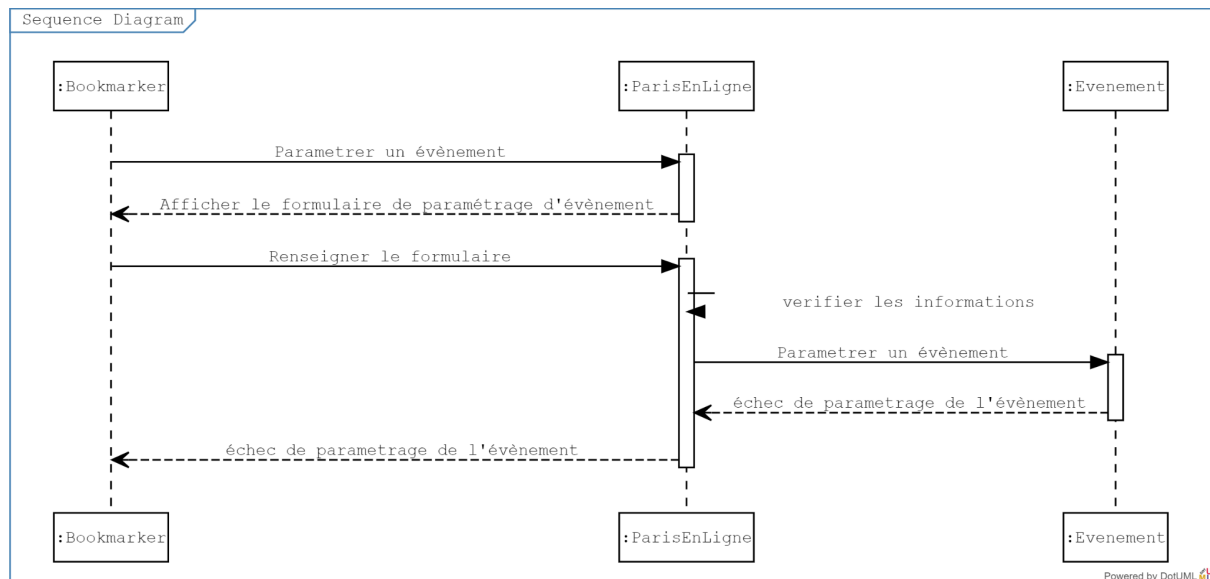 Sequence Diagram
:Bookmarker
:ParisEnLigne
:Evenement
Parametrer un évènement
Afficher le formulaire de paramétrage d'évènement
Renseigner le formulaire
verifier les informations
Parametrer un évènement
échec de parametrage de l'évènement
échec de parametrage de l'évènement
:Bookmarker
:ParisEnLigne
:Evenement
Powered by DotUML